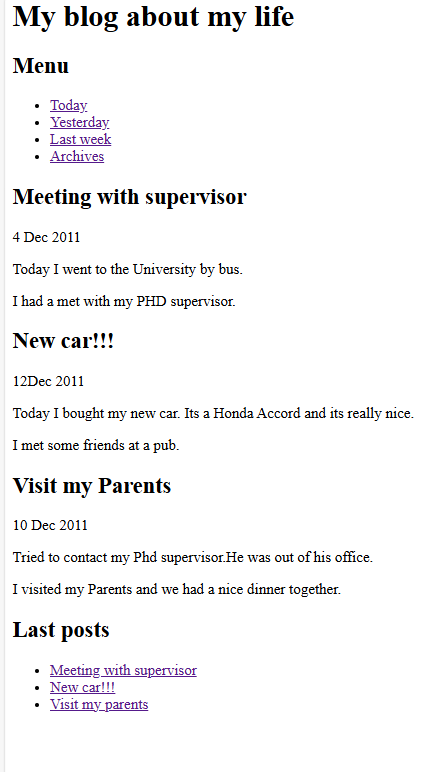 My blog about my life
Menu
Today
Yesterday
Last week
Archives
Meeting with supervisor
4 Dec 2011
Today I went to the University by bus.
I had a met with my PHD supervisor.
New car!!!
12Dec 2011
Today I bought my new car. Its a Honda Accord and its really nice.
I met some friends at a pub.
Visit my Parents
10 Dec 2011
Tried to contact my Phd supervisor.He was out of his office.
I visited my Parents and we had a nice dinner together.
Last posts
Meeting with supervisor
New car!!!
Visit my parents